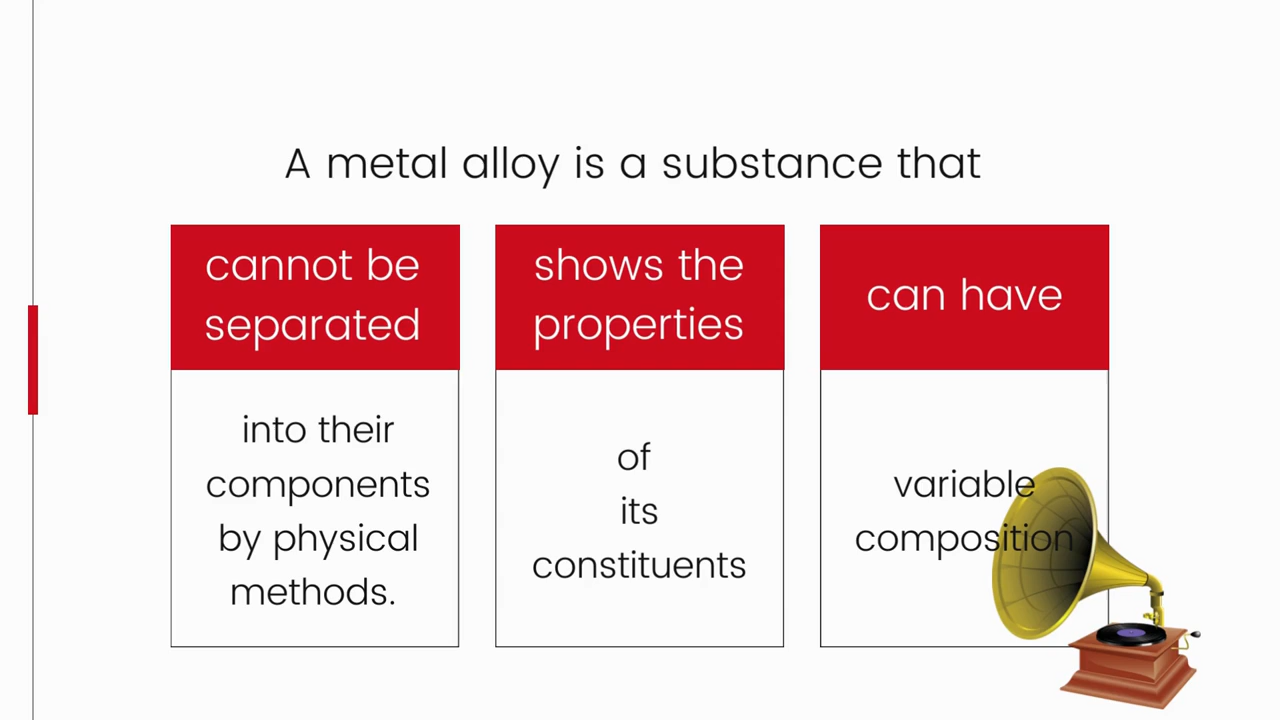 A metal alloy is a substance that
cannot be
separated
into their
components
by physical
methods.
shows the
properties
of
its
constituents
can have
variable
composition